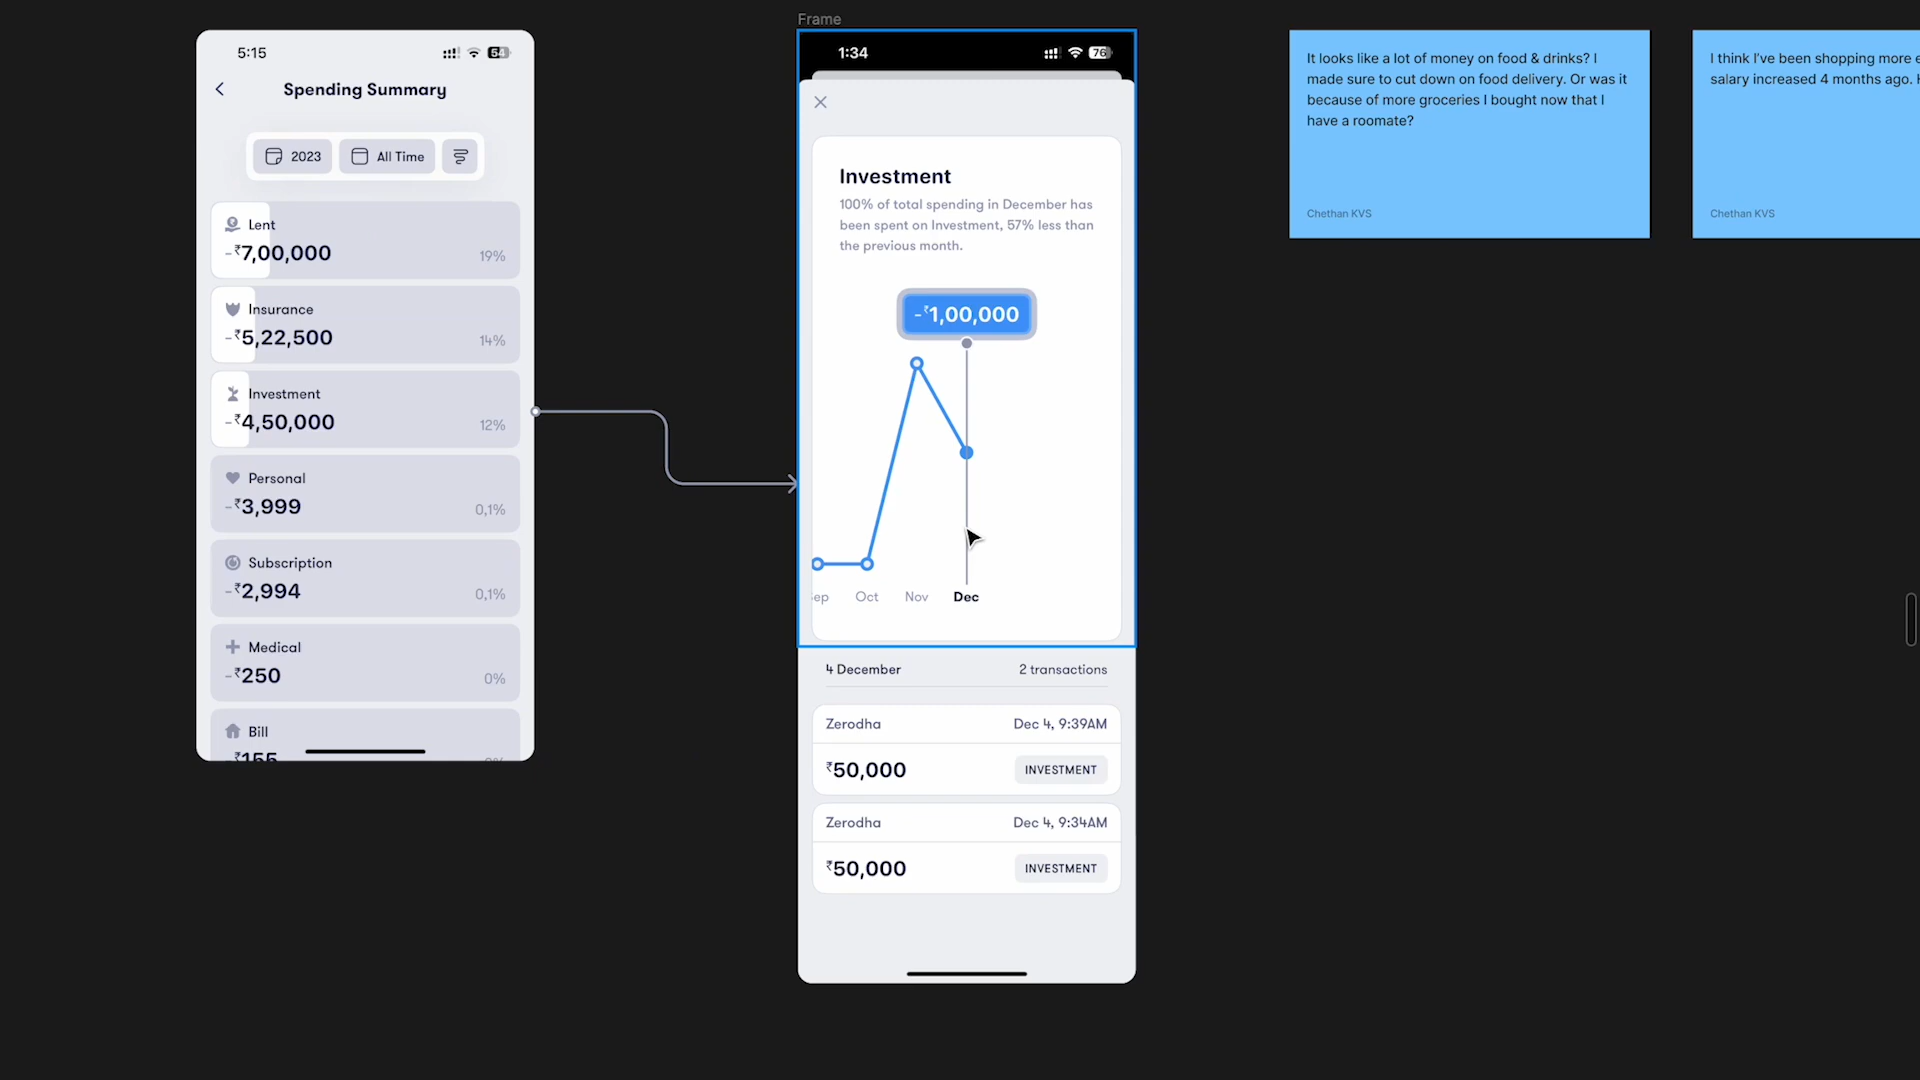 5:15
54
Spending Summary
2023
All Time
Lent
-₹7,00,000
19%
Insurance
-₹5,22,500
14%
Investment
-₹4,50,000
12%
Personal
-₹3,999
0,1%
Subscription
-₹2,994
0,1%
Medical
-₹250
0%
Bill
-₹155
0%
Frame
1:34
76
Investment
100% of total spending in December has
been spent on Investment, 57% less than
the previous month.
-₹1,00,000
ep
Oct
Nov
Dec
4 December
2 transactions
Zerodha
Dec 4, 9:39AM
₹50,000
INVESTMENT
Zerodha
Dec 4, 9:34AM
₹50,000
INVESTMENT
It looks like a lot of money on food & drinks? I
made sure to cut down on food delivery. Or was it
because of more groceries I bought now that I
have a roomate?
Chethan KVS
I think I've been shopping more e
salary increased 4 months ago. H
Chethan KVS